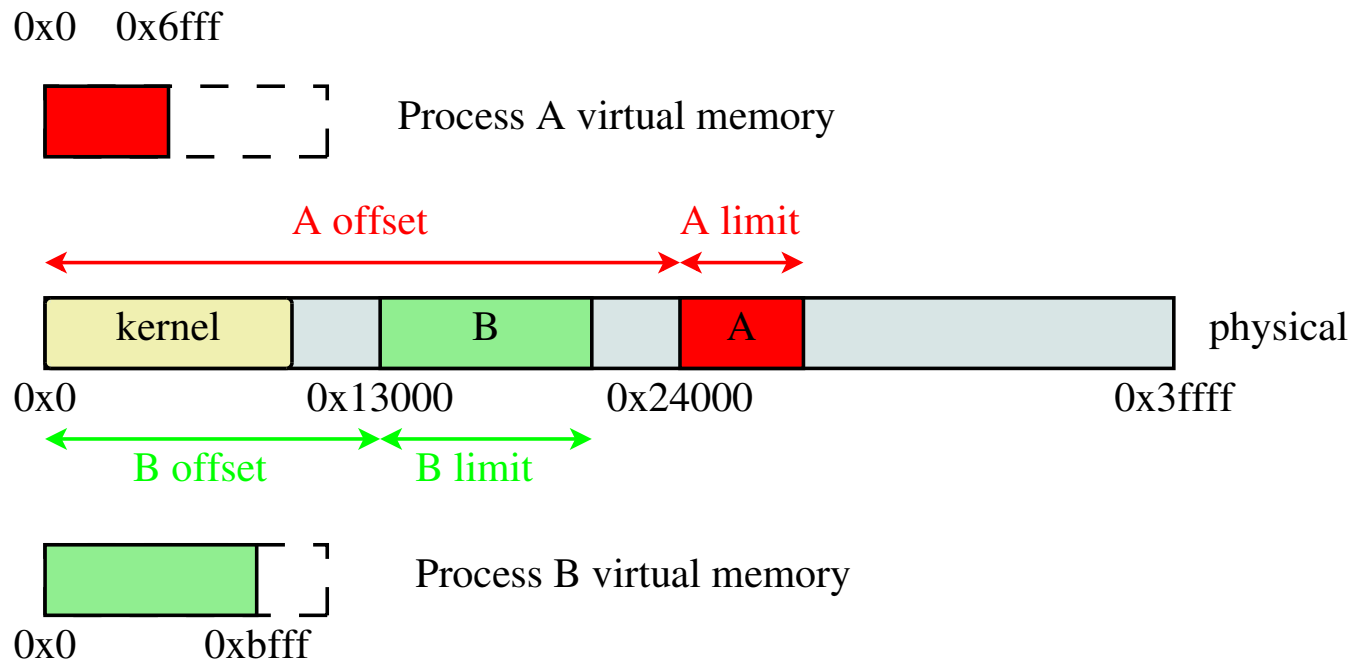 0x0 0x6fff
Process A virtual memory
A offset A limit
kernel B A physical
0x0 0x13000 0x24000 0x3ffff
B offset B limit
Process B virtual memory
0x0 0xbfff